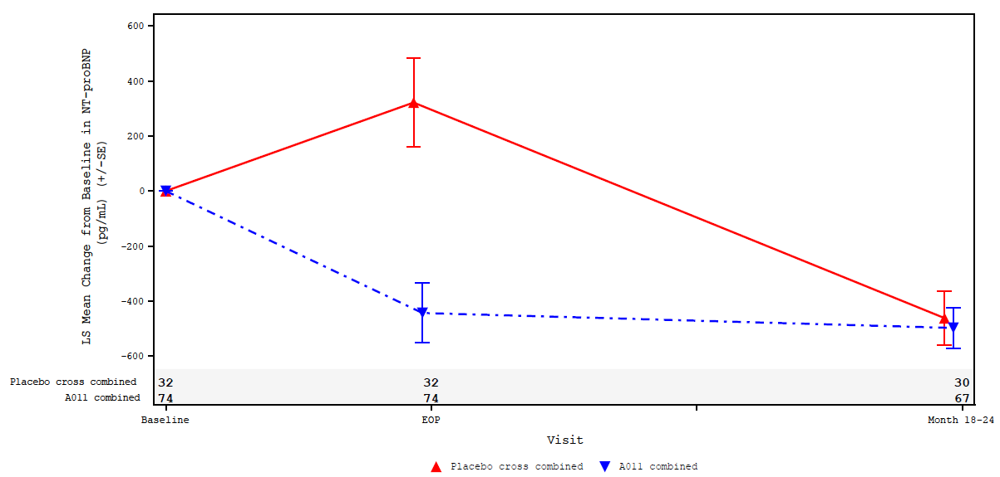 LS Mean Change from Baseline in NT-proBNP
(pg/mL) (+/-SE)
600
400
200
0
-200
-400
-600
Placebo cross combined 32 32 30
A011 combined 74 74 67
Baseline EOP Month 18-24
Visit
Placebo cross combined A011 combined